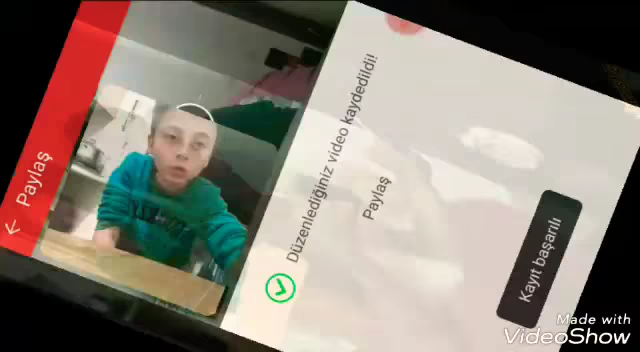 Paylaş
Düzenlediğiniz video kaydedildi!
Paylaş
Kayıt başarılı
Made with
VideoShow